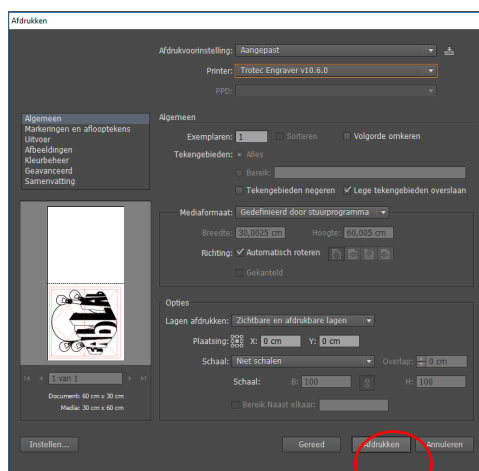 Afdrukken
Afdrukvoorinstelling: Aangepast
Printer: Trotec Engraver v10.6.0
PPD:
Algemeen
Markeringen en aflooptekens
Uitvoer
Afbeeldingen
Kleurbeheer
Geavanceerd
Samenvatting
Algemeen
Exemplaren: 1 Sorteren Volgorde omkeren
Tekengebieden: Alles
Bereik:
Tekengebieden negeren Lege tekengebieden overslaan
Mediaformaat: Gedefinieerd door stuurprogramma
Breedte: 30,0025 cm Hoogte: 60,005 cm
Richting: Automatisch roteren
Gekanteld
FABLAB
1 van 1
Document: 60 cm x 30 cm
Media: 30 cm x 60 cm
Opties
Lagen afdrukken: Zichtbare en afdrukbare lagen
Plaatsing: X: 0 cm Y: 0 cm
Schaal: Niet schalen Overlap: 0 cm
Schaal: B: 100 H: 100
Bereik Naast elkaar:
Instellen... Gereed Afdrukken Annuleren